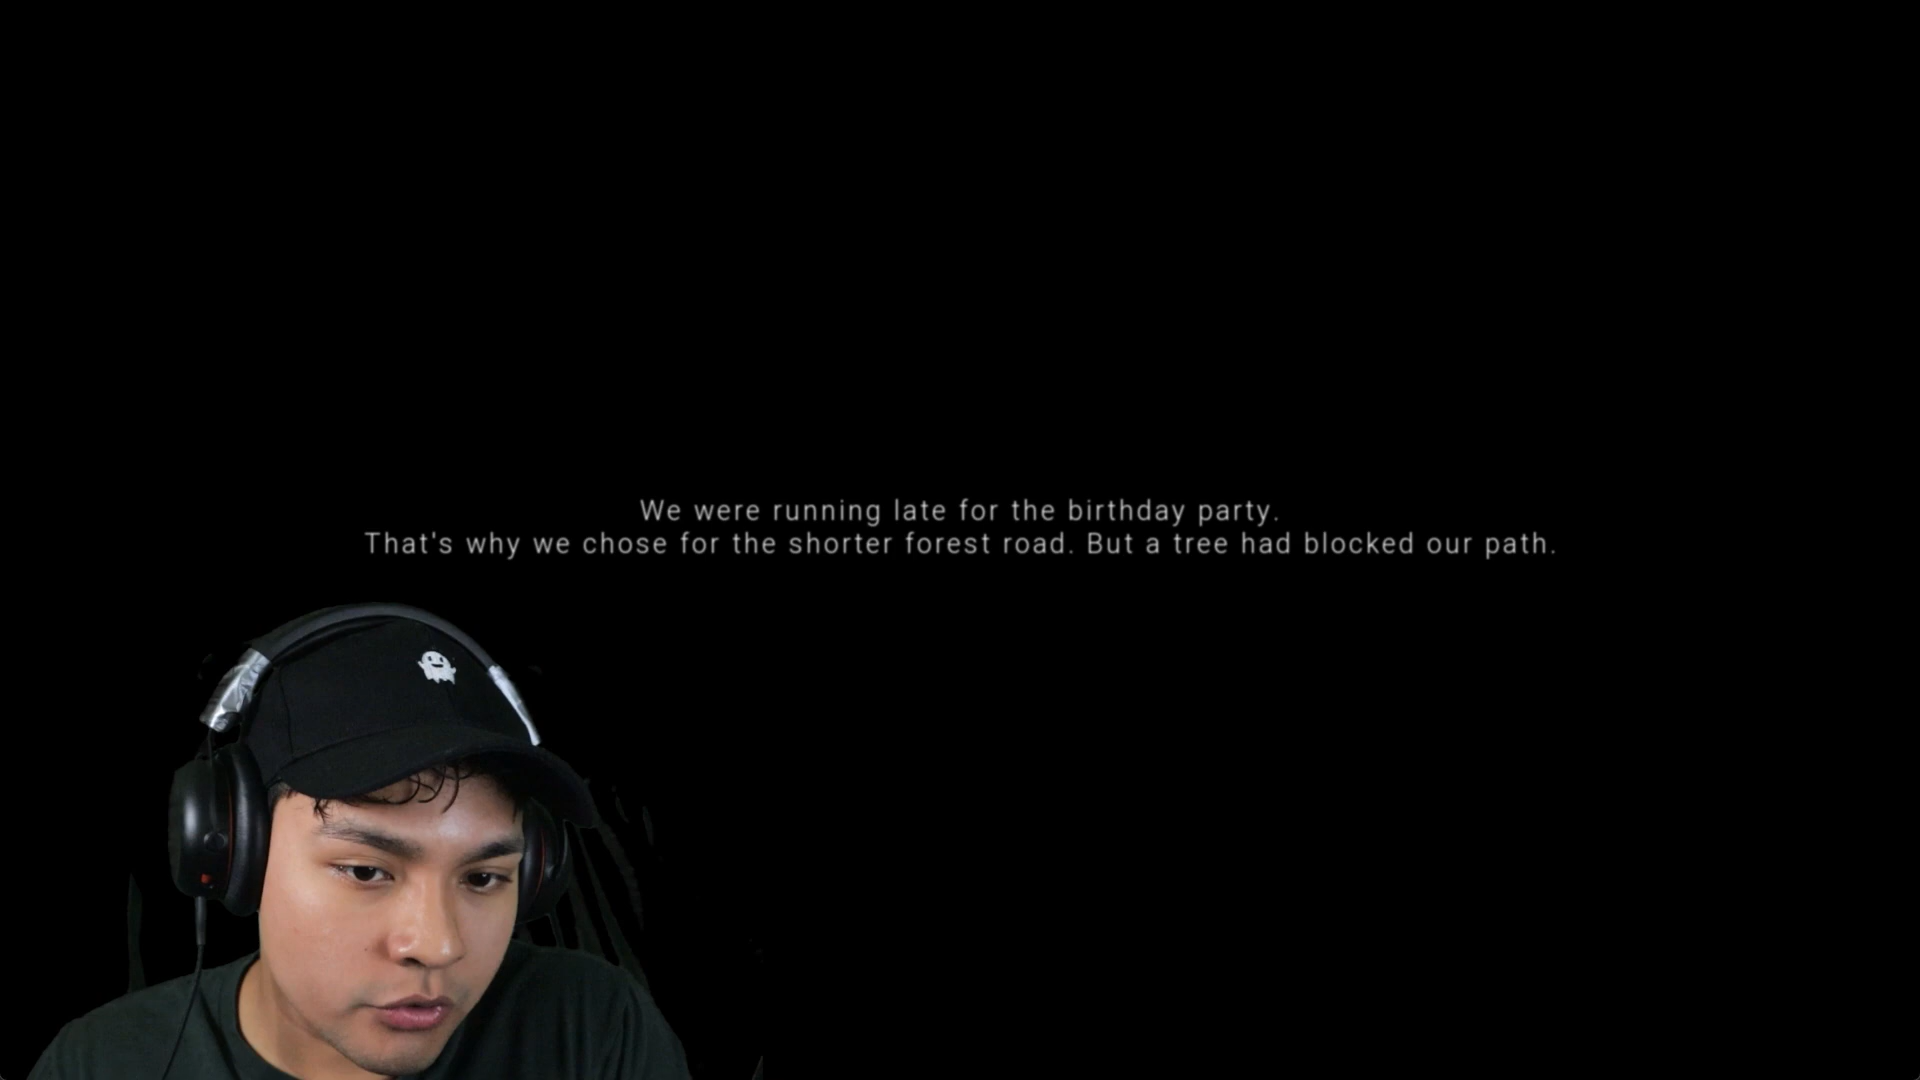 We were running late for the birthday party.
That's why we chose for the shorter forest road. But a tree had blocked our path.